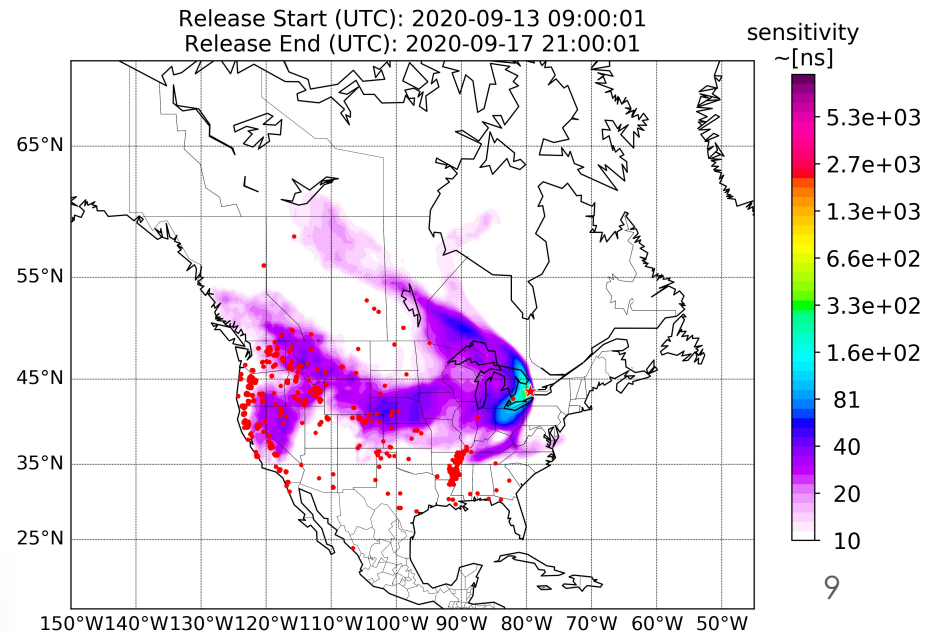 Release Start (UTC): 2020-09-13 09:00:01
Release End (UTC): 2020-09-17 21:00:01
sensitivity
~[ns]
5.3e+03
2.7e+03
1.3e+03
6.6e+02
3.3e+02
1.6e+02
81
40
20
10
65°N
55°N
45°N
35°N
25°N
150°W140°W130°W120°W110°W100°W 90°W 80°W 70°W 60°W 50°W
9